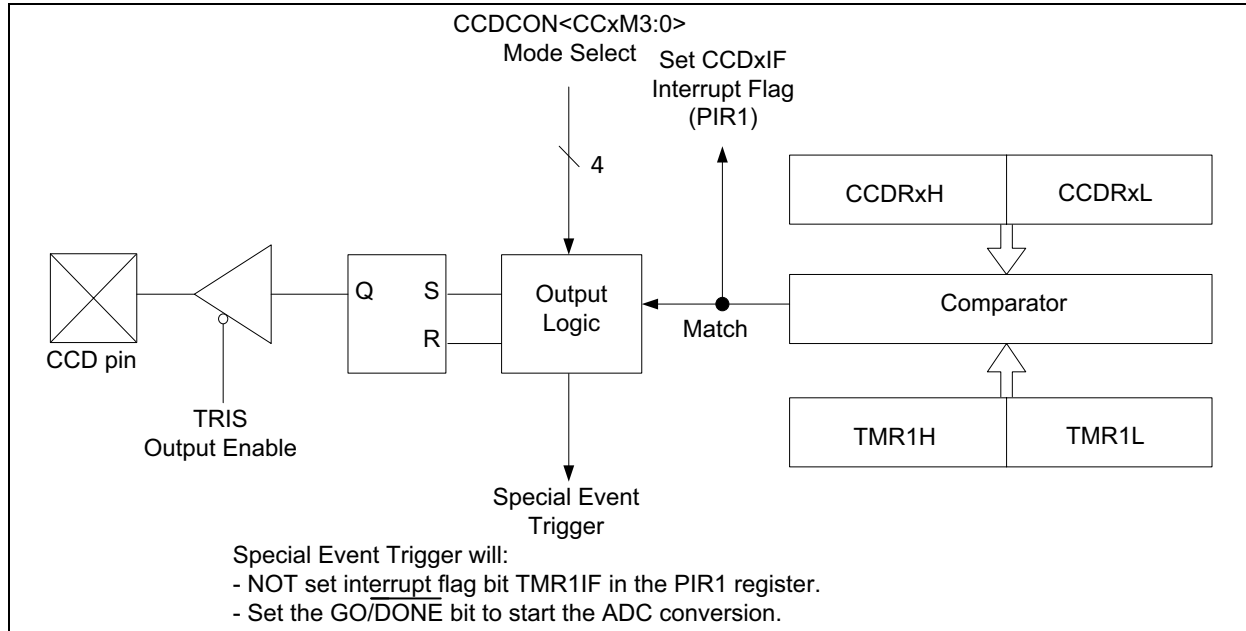 CCDCON<CCxM3:0>
Mode Select
Set CCDxIF
Interrupt Flag
(PIR1)
4
CCDRxH
CCDRxL
Q
S
R
Output
Logic
Match
Comparator
CCD pin
TRIS
Output Enable
TMR1H
TMR1L
Special Event
Trigger
Special Event Trigger will:
- NOT set interrupt flag bit TMR1IF in the PIR1 register.
- Set the GO/DONE bit to start the ADC conversion.